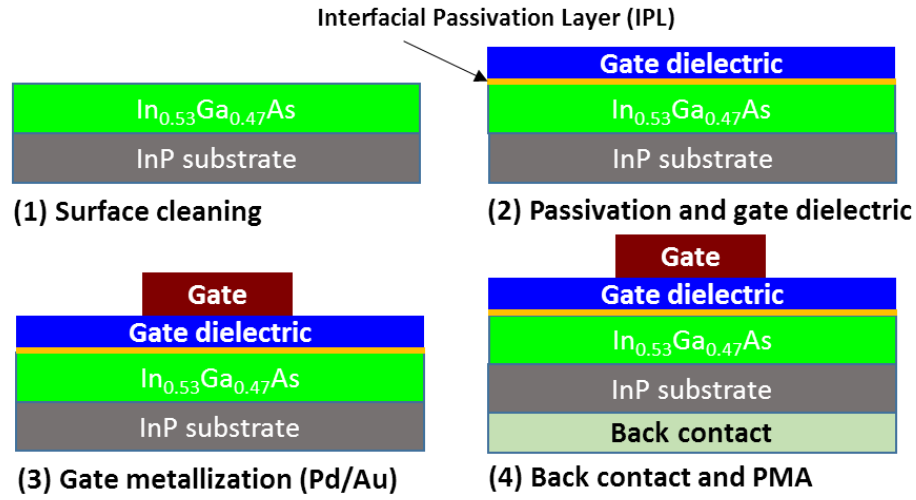 Interfacial Passivation Layer (IPL)
In0.53Ga0.47As
InP substrate
(1) Surface cleaning
Gate dielectric
In0.53Ga0.47As
InP substrate
(2) Passivation and gate dielectric
Gate
Gate dielectric
In0.53Ga0.47As
InP substrate
(3) Gate metallization (Pd/Au)
Gate
Gate dielectric
In0.53Ga0.47As
InP substrate
Back contact
(4) Back contact and PMA